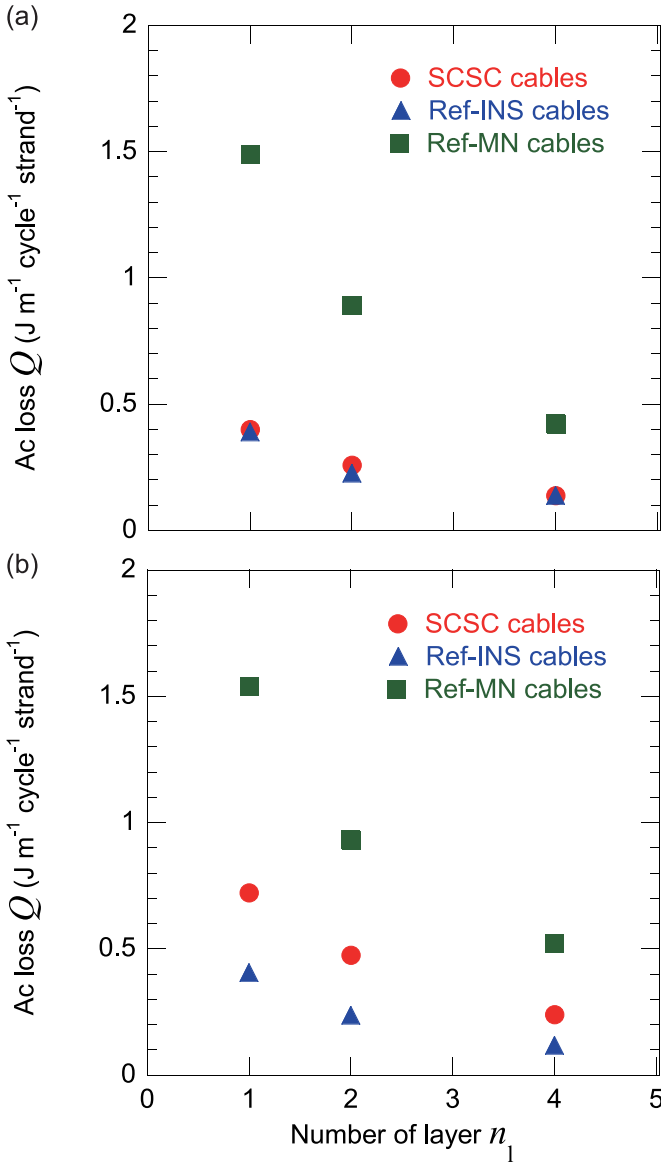 (a)
2
1.5
1
0.5
0
Ac loss Q (J m⁻¹ cycle⁻¹ strand⁻¹)
SCSC cables
Ref-INS cables
Ref-MN cables
(b)
2
1.5
1
0.5
0
Ac loss Q (J m⁻¹ cycle⁻¹ strand⁻¹)
SCSC cables
Ref-INS cables
Ref-MN cables
0 1 2 3 4 5
Number of layer n₁